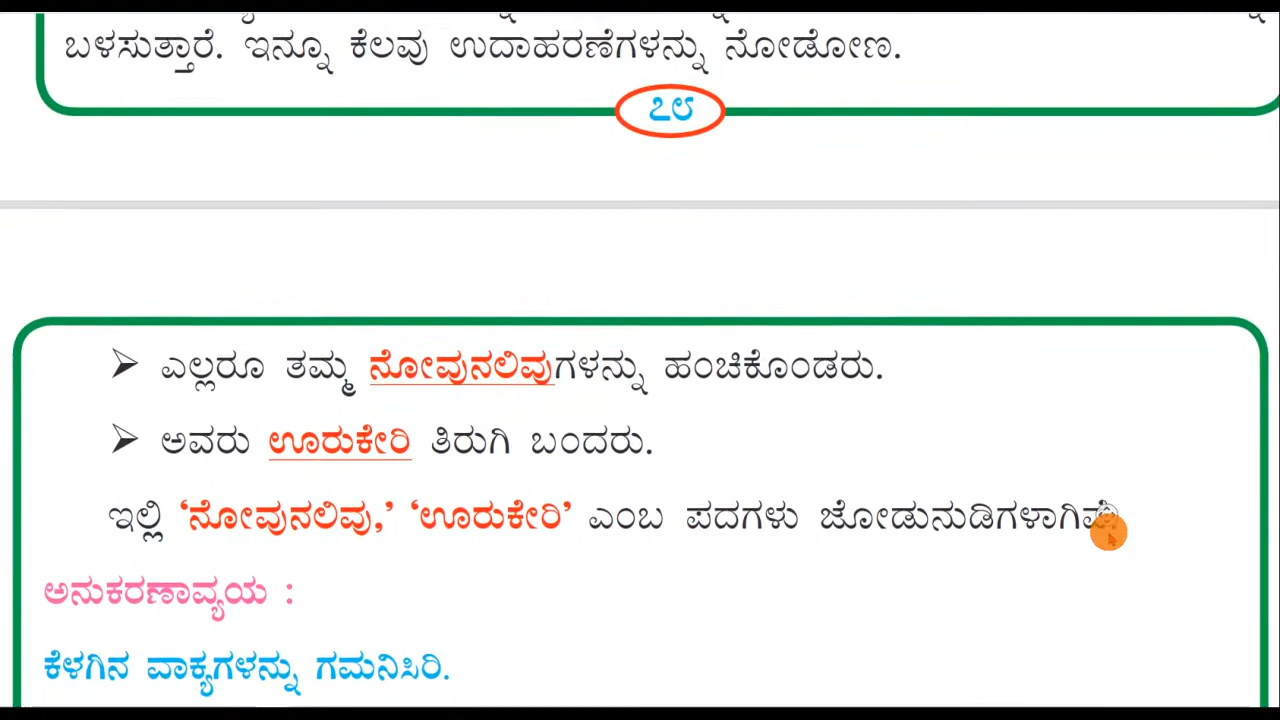 ಬಳಸುತ್ತಾರೆ. ಇನ್ನೂ ಕೆಲವು ಉದಾಹರಣೆಗಳನ್ನು ನೋಡೋಣ.
೭೮
➢ ಎಲ್ಲರೂ ತಮ್ಮ ನೋವುನಲಿವುಗಳನ್ನು ಹಂಚಿಕೊಂಡರು.
➢ ಅವರು ಊರುಕೇರಿ ತಿರುಗಿ ಬಂದರು.
ಇಲ್ಲಿ ‘ನೋವುನಲಿವು,’ ‘ಊರುಕೇರಿ’ ಎಂಬ ಪದಗಳು ಜೋಡುನುಡಿಗಳಾಗಿವೆ
ಅನುಕರಣಾವ್ಯಯ :
ಕೆಳಗಿನ ವಾಕ್ಯಗಳನ್ನು ಗಮನಿಸಿರಿ.